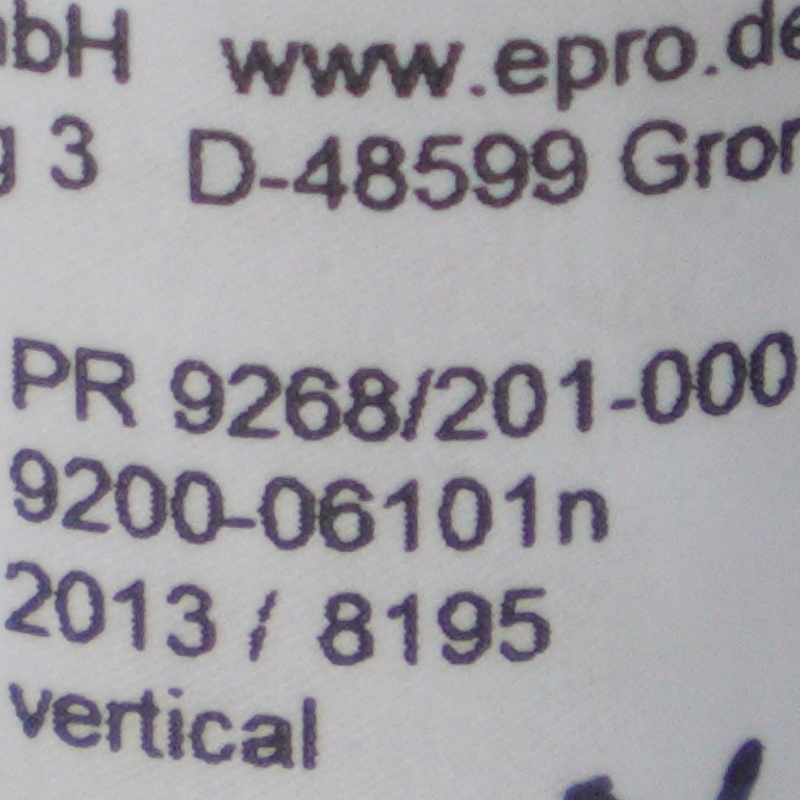 bH www.epro.de
g 3 D-48599 Gron
PR 9268/201-000
9200-06101n
2013 / 8195
vertical